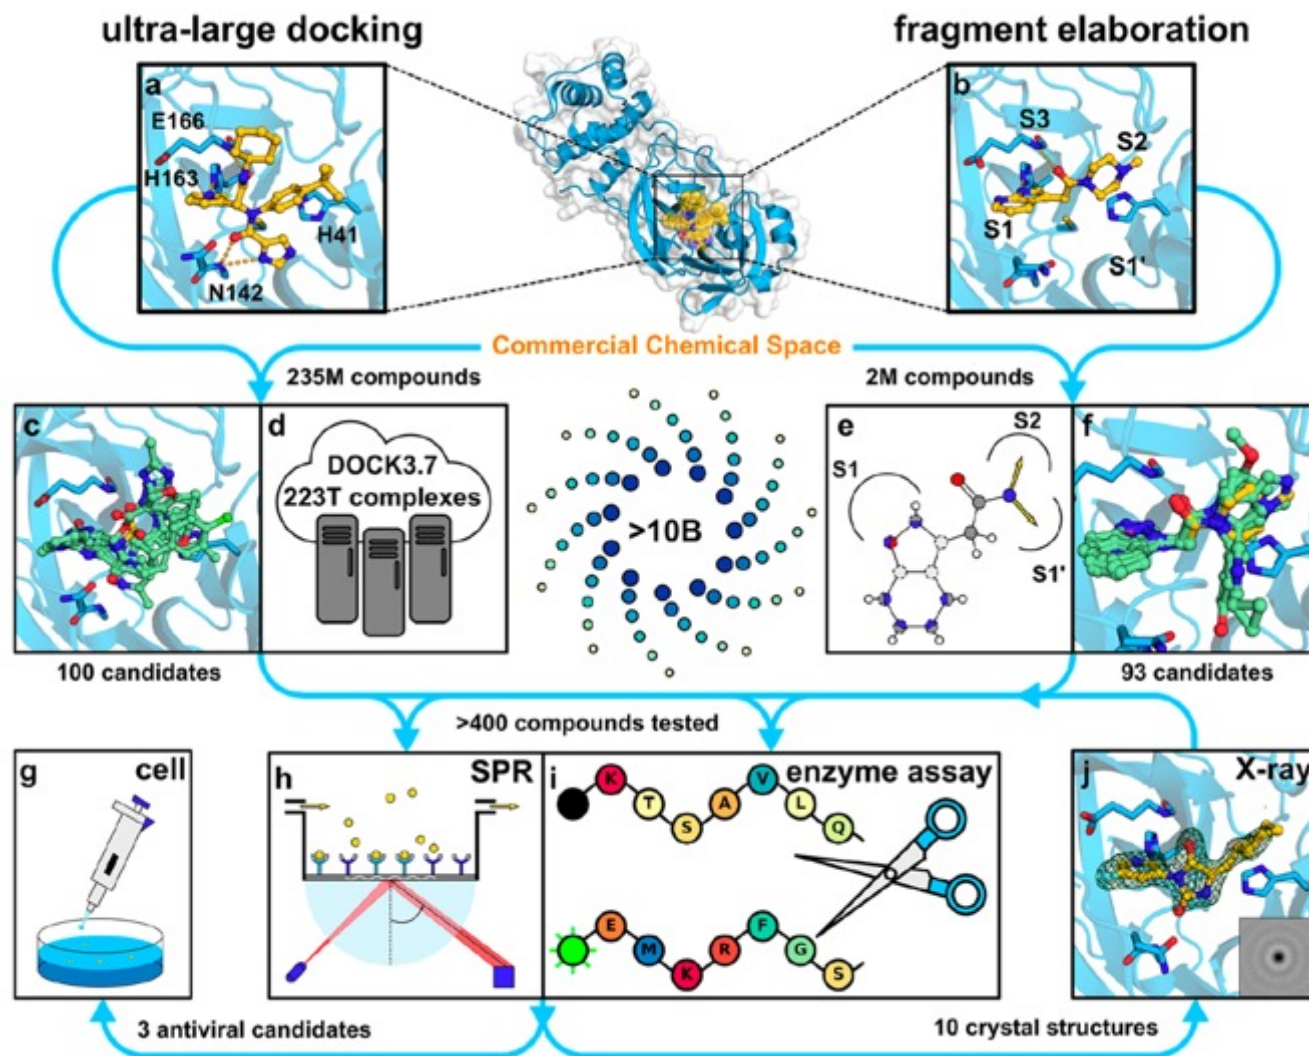 ultra-large docking
fragment elaboration
a
E166
H163
H41
N142
b
S3
S2
S1
S1'
Commercial Chemical Space
235M compounds
2M compounds
c
d
DOCK3.7
223T complexes
>10B
e
S2
S1
S1'
f
100 candidates
93 candidates
>400 compounds tested
g
cell
h
SPR
i
enzyme assay
K
T
S
A
V
L
Q
E
M
K
R
F
G
S
j
X-ray
3 antiviral candidates
10 crystal structures